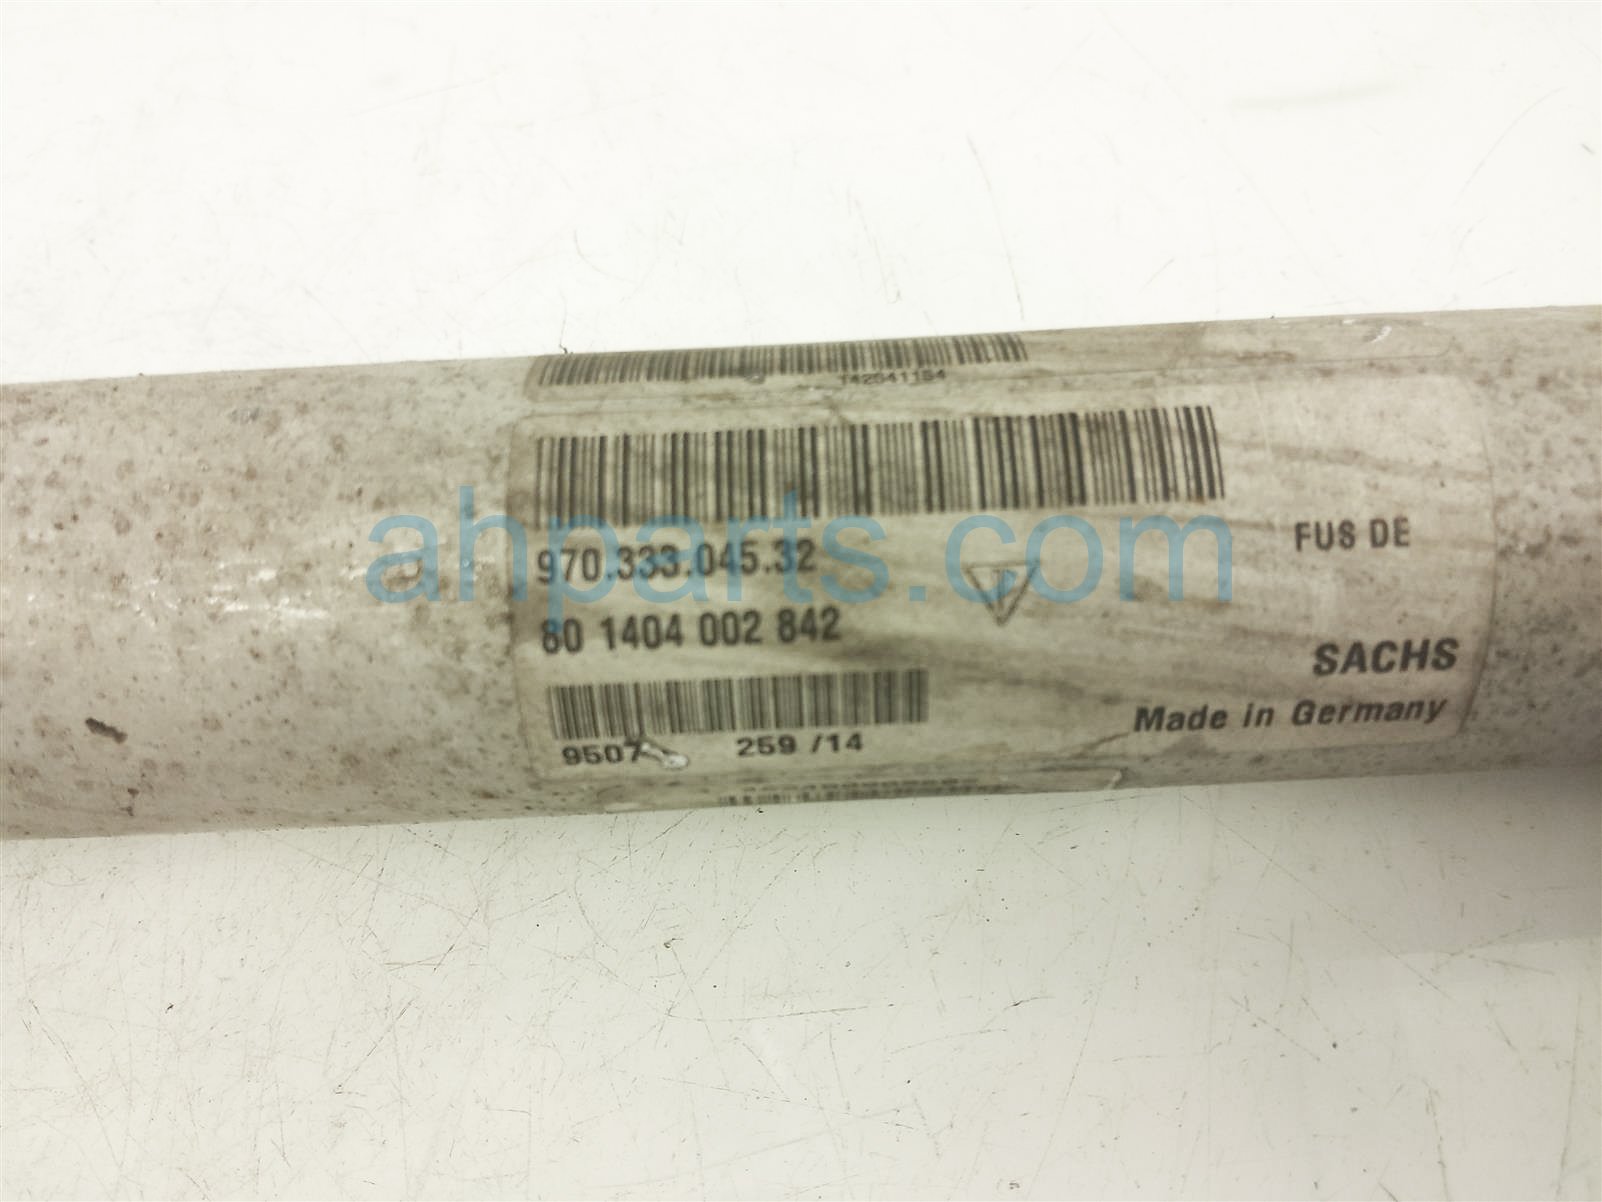 T42541154
970.333.045.32
80 1404 002 842
FUS DE
SACHS
Made in Germany
9507 259 /14
ahparts.com